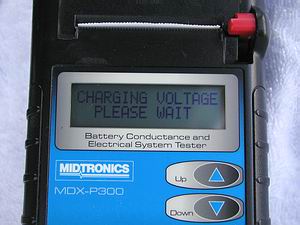 CHARGING VOLTAGE
PLEASE WAIT
Battery Conductance and
Electrical System Tester
MIDTRONICS
MDX-P300
Up
Down